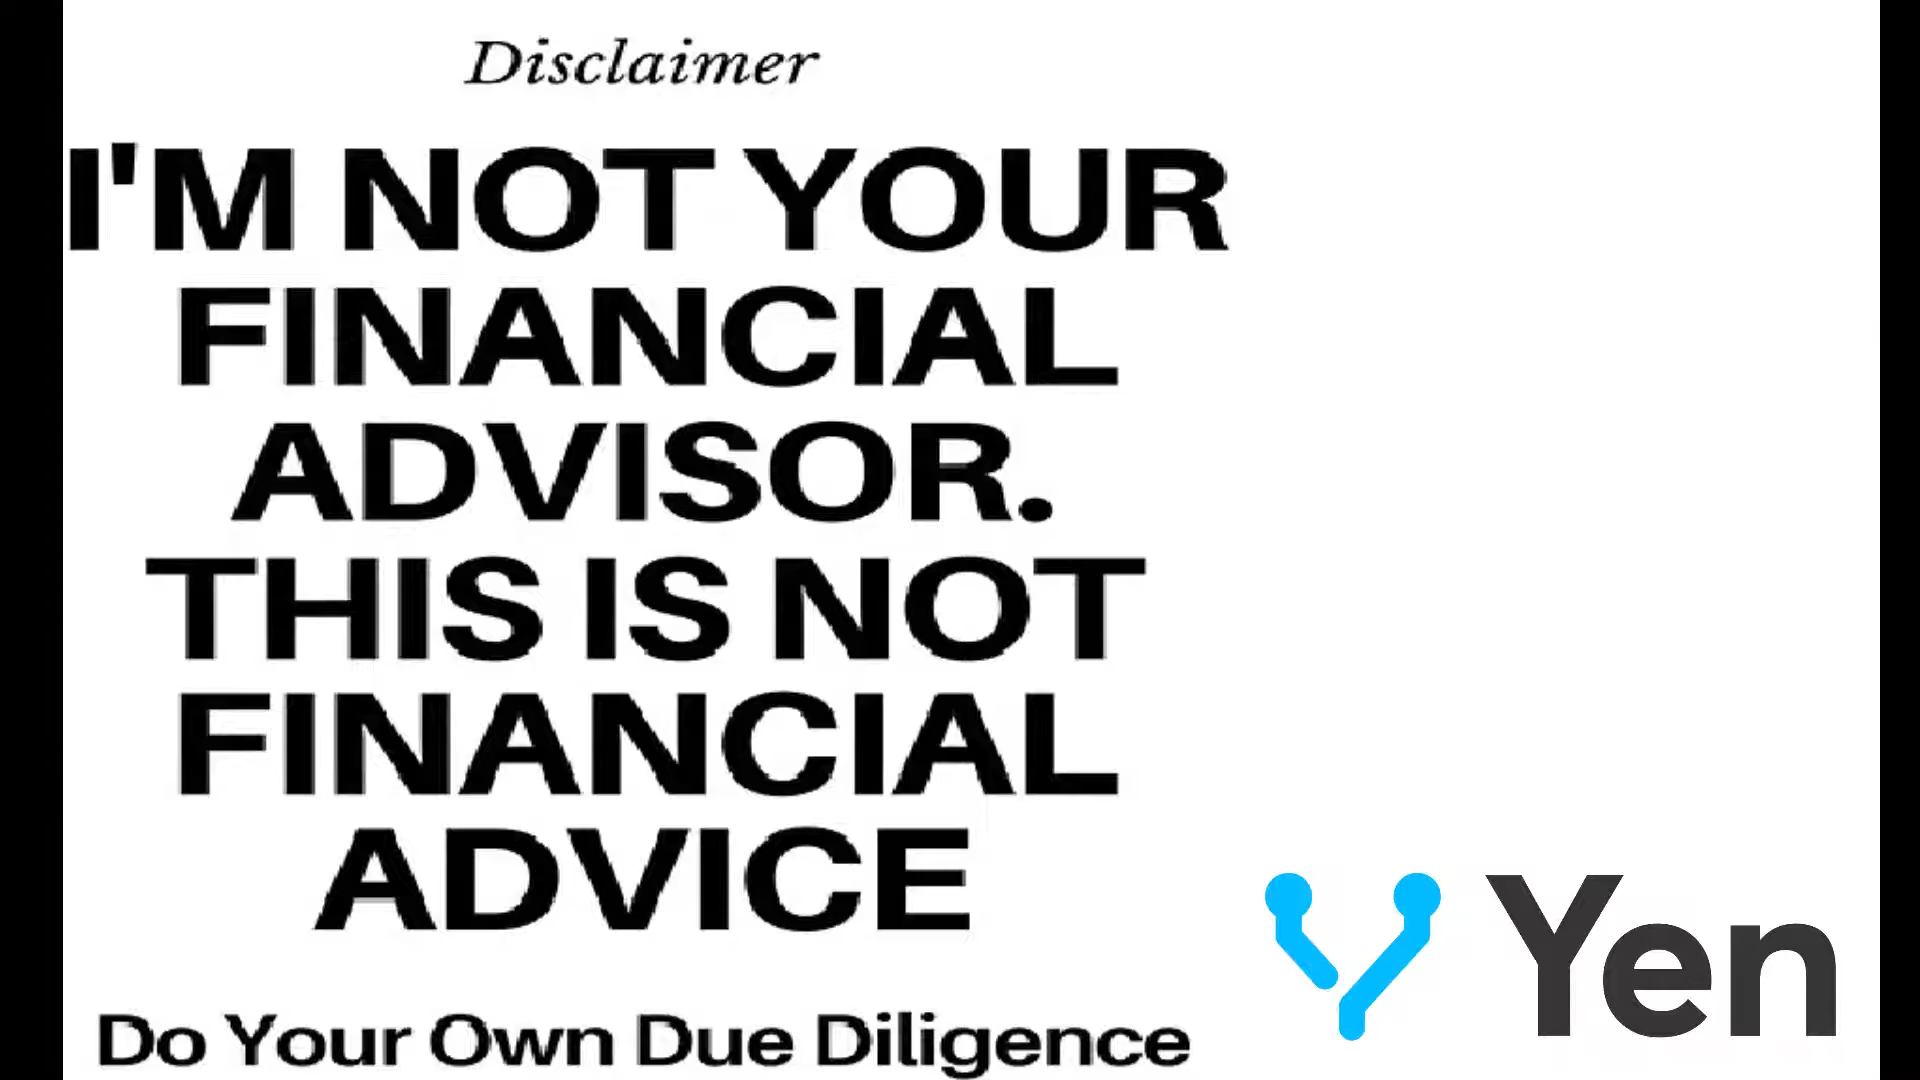 Disclaimer
I'M NOT YOUR
FINANCIAL
ADVISOR.
THIS IS NOT
FINANCIAL
ADVICE
Do Your Own Due Diligence
Yen